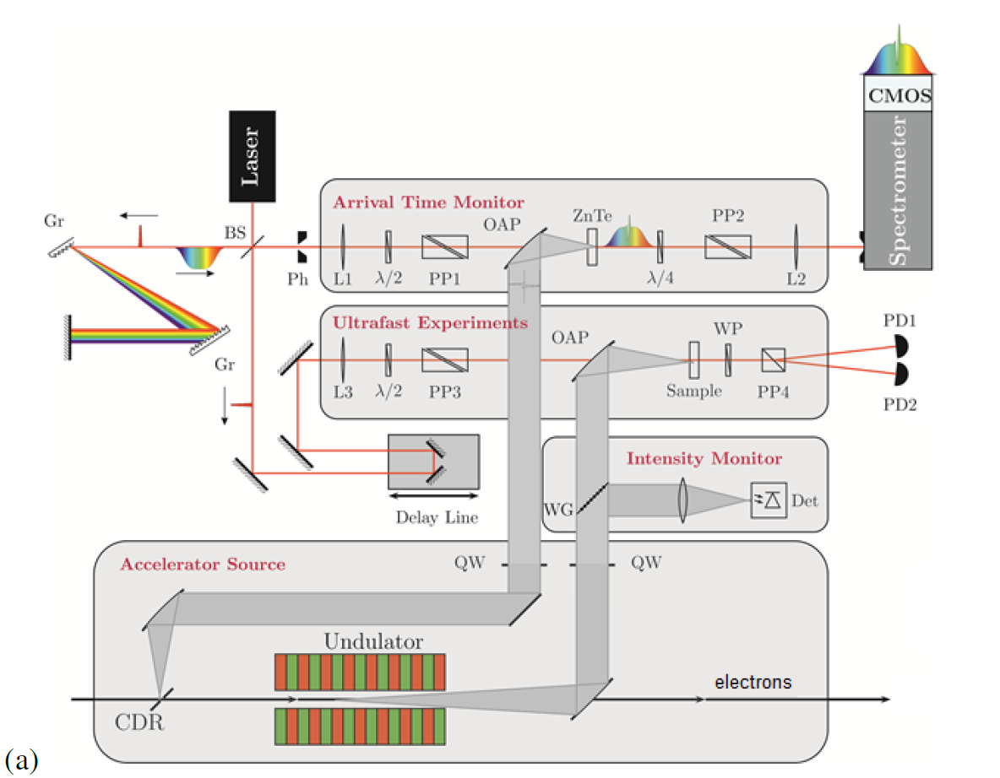 CMOS
Spectrometer
Laser
Arrival Time Monitor
Gr
BS
OAP
ZnTe
PP2
Ph
L1
λ/2
PP1
λ/4
L2
Ultrafast Experiments
OAP
WP
PD1
Gr
L3
λ/2
PP3
Sample
PP4
PD2
Intensity Monitor
WG
Det
Delay Line
Accelerator Source
QW
QW
Undulator
electrons
CDR
(a)